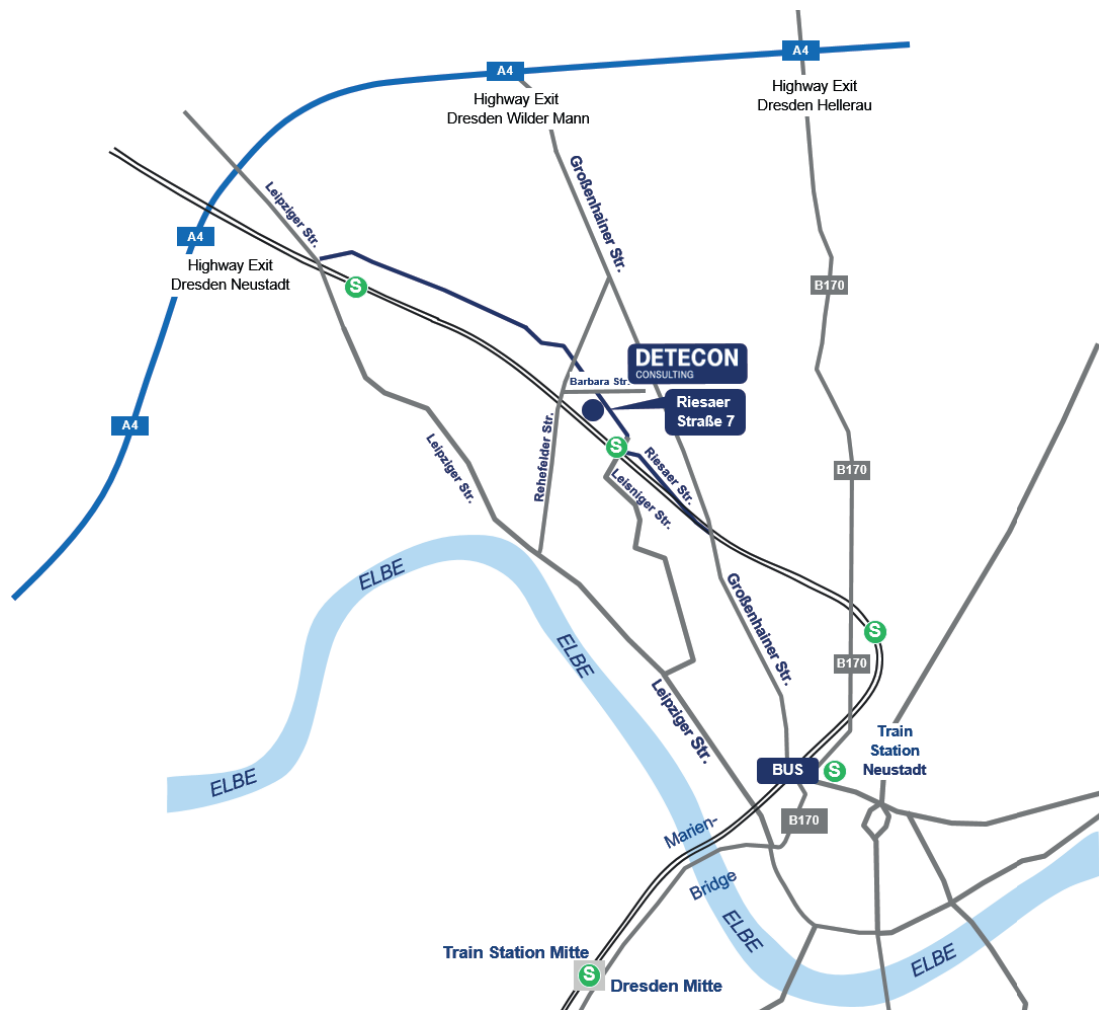 A4
A4
Highway Exit
Dresden Wilder Mann
Highway Exit
Dresden Hellerau
Großenhainer Str.
Leipziger Str.
A4
Highway Exit
Dresden Neustadt
S
B170
DETECON
CONSULTING
Barbara Str.
Riesaer
Straße 7
A4
Rehefelder Str.
Leipziger Str.
S
Riesaer Str.
Leisniger Str.
B170
ELBE
Großenhainer Str.
S
ELBE
B170
Leipziger Str.
Train
Station
Neustadt
BUS
S
ELBE
B170
Marien-
Bridge
ELBE
ELBE
Train Station Mitte
S
Dresden Mitte